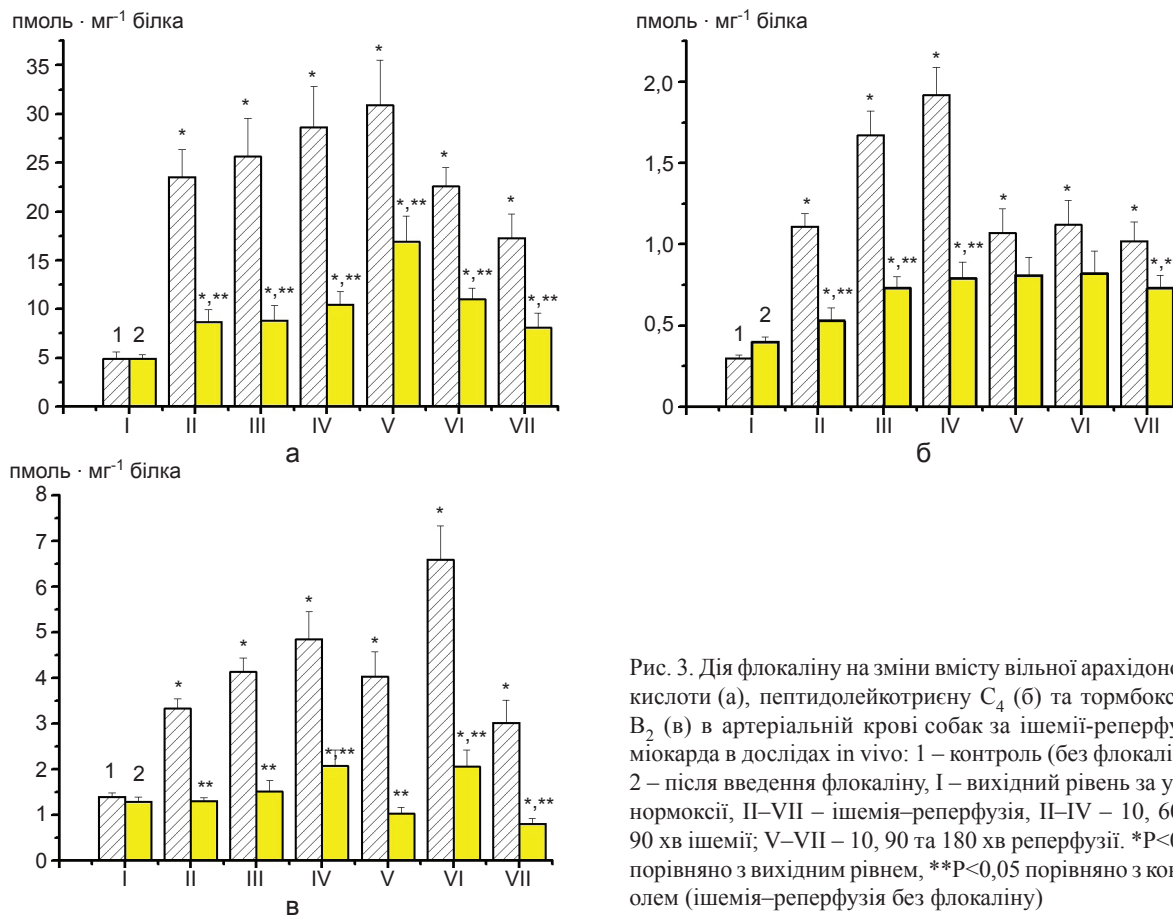 пмоль · мг⁻¹ білка
35
30
25
20
15
10
5
0
* * * * * *
*,** *,** *,** *,** *,** *,**
1 2
I II III IV V VI VII
а
пмоль · мг⁻¹ білка
2,0
1,5
1,0
0,5
0
* * * * * *
*,** *,** *,** *,*
1 2
I II III IV V VI VII
б
пмоль · мг⁻¹ білка
8
7
6
5
4
3
2
1
0
* * * * * *
** ** *,** ** *,** *,**
1 2
I II III IV V VI VII
в
Рис. 3. Дія флокаліну на зміни вмісту вільної арахідоно
кислоти (а), пептидолейкотриєну C₄ (б) та тормбокс
B₂ (в) в артеріальній крові собак за ішемії-реперфу
міокарда в дослідах in vivo: 1 – контроль (без флокалі
2 – після введення флокаліну, I – вихідний рівень за у
нормоксії, II–VII – ішемія–реперфузія, II–IV – 10, 60
90 хв ішемії; V–VII – 10, 90 та 180 хв реперфузії. *P<0
порівняно з вихідним рівнем, **P<0,05 порівняно з кон
олем (ішемія–реперфузія без флокаліну)